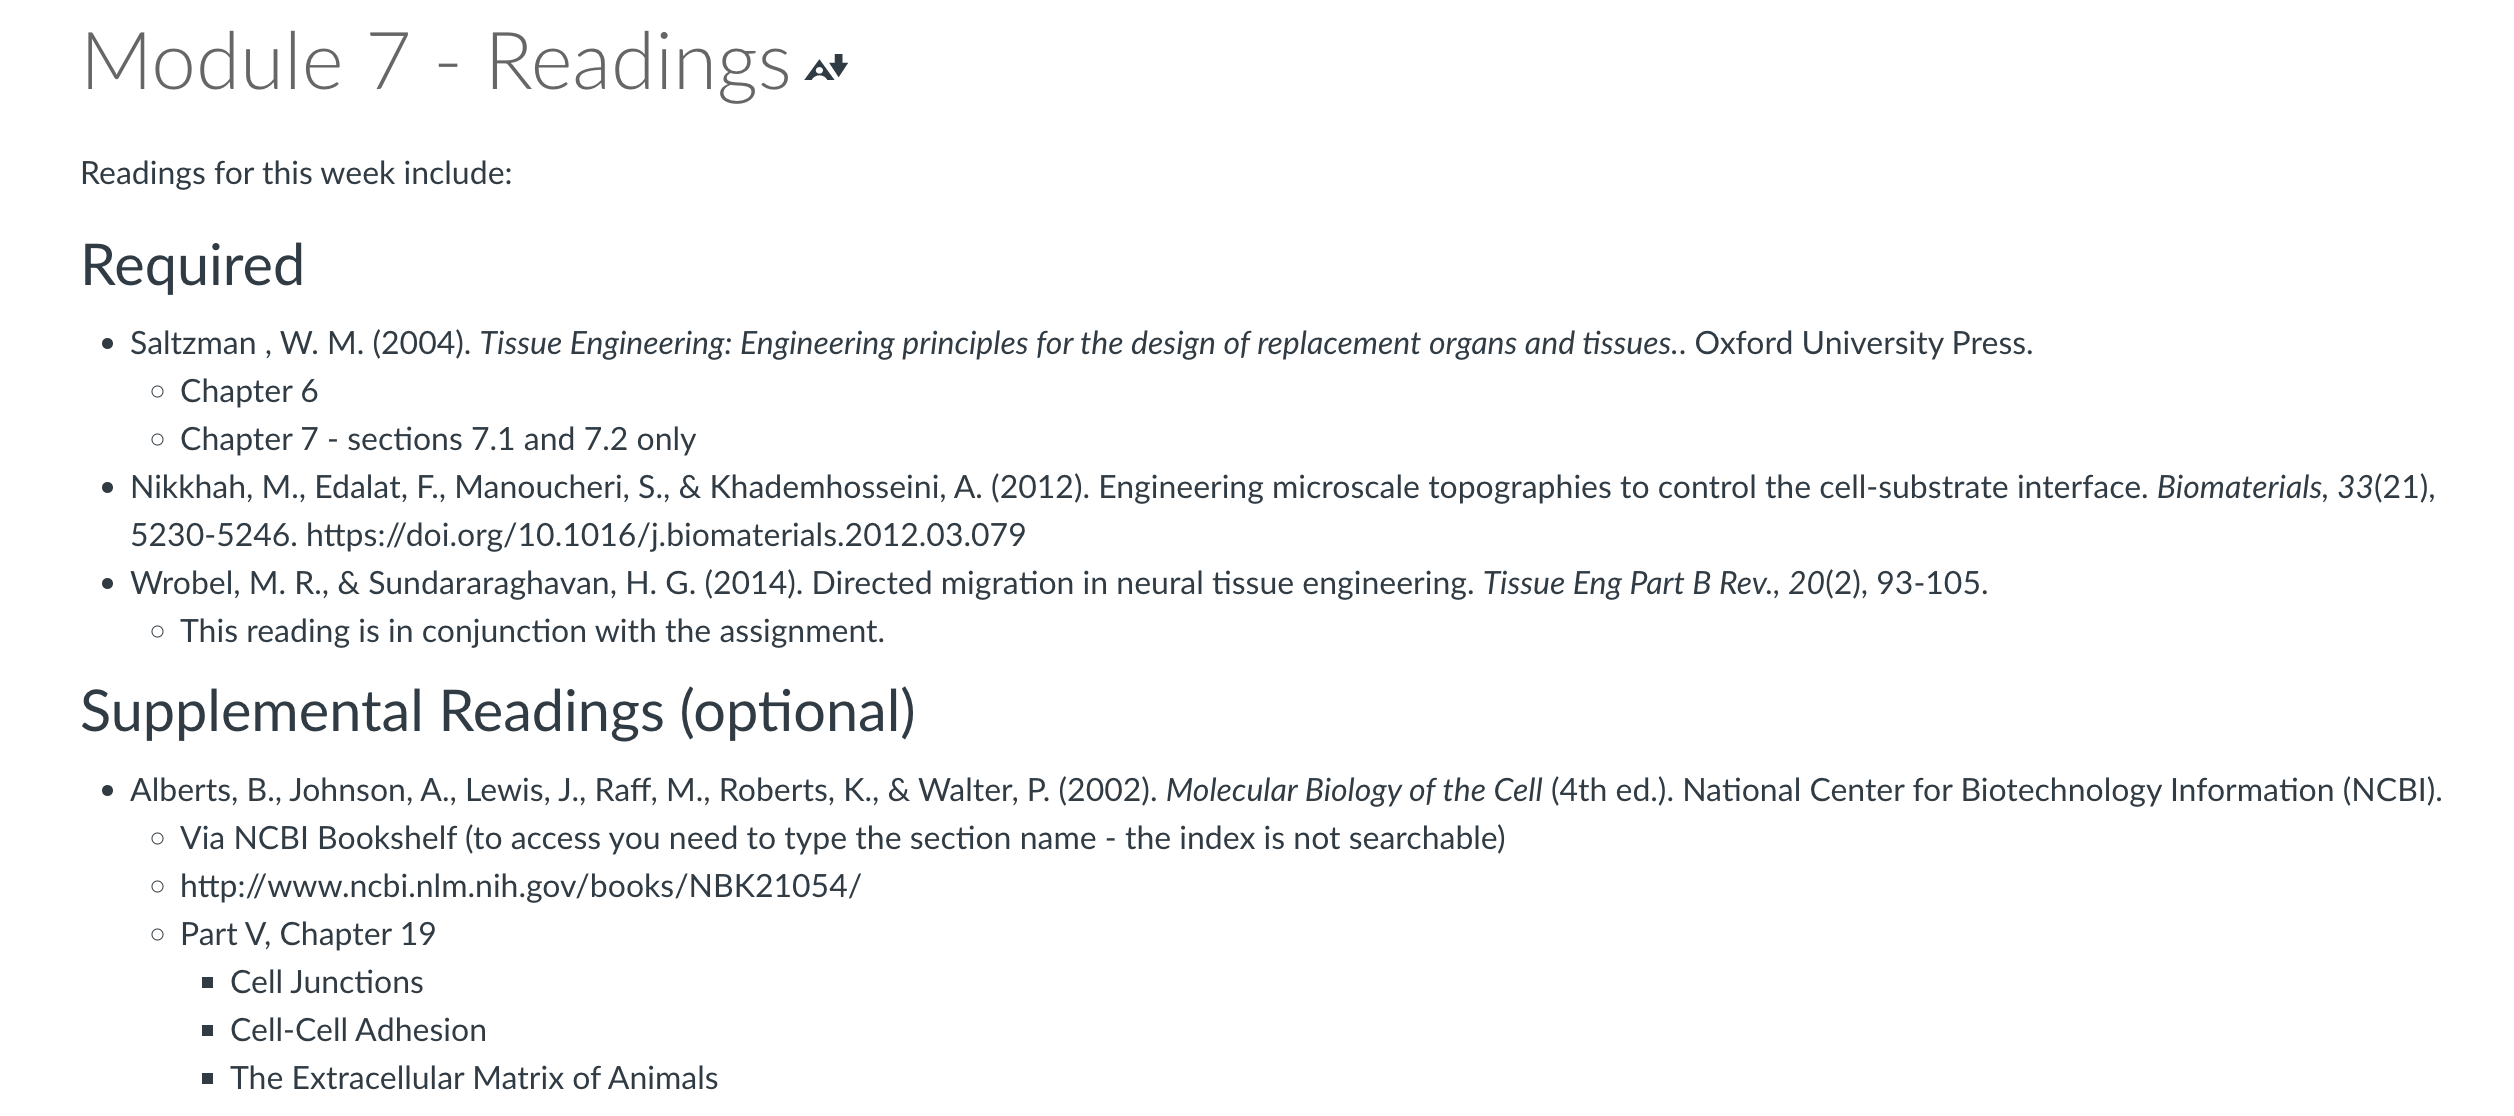 Module 7 - Readings
Readings for this week include:
Required
Saltzman , W. M. (2004). Tissue Engineering: Engineering principles for the design of replacement organs and tissues.. Oxford University Press.
Chapter 6
Chapter 7 - sections 7.1 and 7.2 only
Nikkhah, M., Edalat, F., Manoucheri, S., & Khademhosseini, A. (2012). Engineering microscale topographies to control the cell-substrate interface. Biomaterials, 33(21),
5230-5246. https://doi.org/10.1016/j.biomaterials.2012.03.079
Wrobel, M. R., & Sundararaghavan, H. G. (2014). Directed migration in neural tissue engineering. Tissue Eng Part B Rev., 20(2), 93-105.
This reading is in conjunction with the assignment.
Supplemental Readings (optional)
Alberts, B., Johnson, A., Lewis, J., Raff, M., Roberts, K., & Walter, P. (2002). Molecular Biology of the Cell (4th ed.). National Center for Biotechnology Information (NCBI).
Via NCBI Bookshelf (to access you need to type the section name - the index is not searchable)
http://www.ncbi.nlm.nih.gov/books/NBK21054/
Part V, Chapter 19
Cell Junctions
Cell-Cell Adhesion
The Extracellular Matrix of Animals